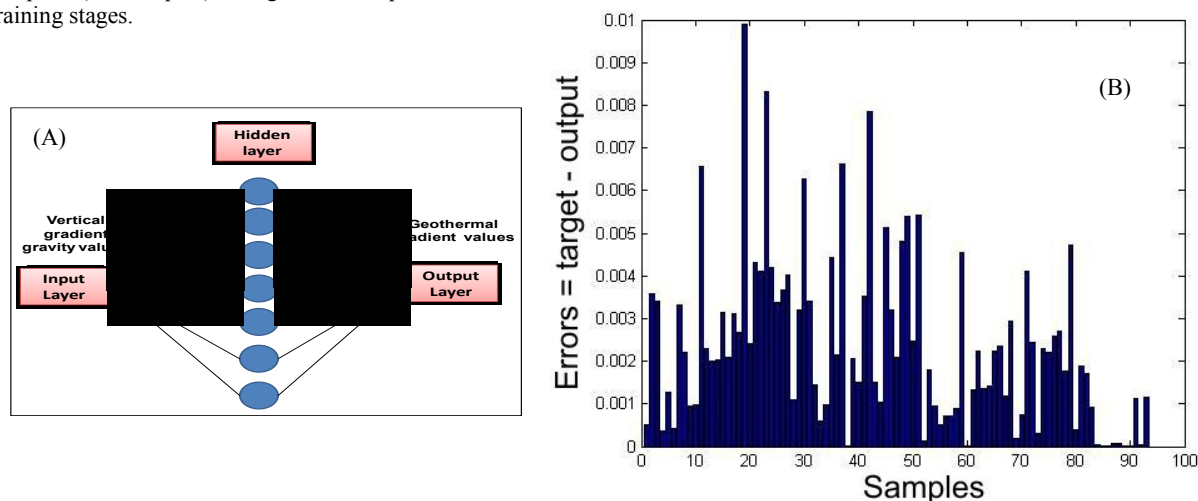 raining stages.
(A)
Hidden
layer
Vertical
gradient
gravity valu
Input
Layer
Geothermal
adient values
Output
Layer
(B)
Errors = target - output
0.01
0.009
0.008
0.007
0.006
0.005
0.004
0.003
0.002
0.001
0
0 10 20 30 40 50 60 70 80 90 100
Samples